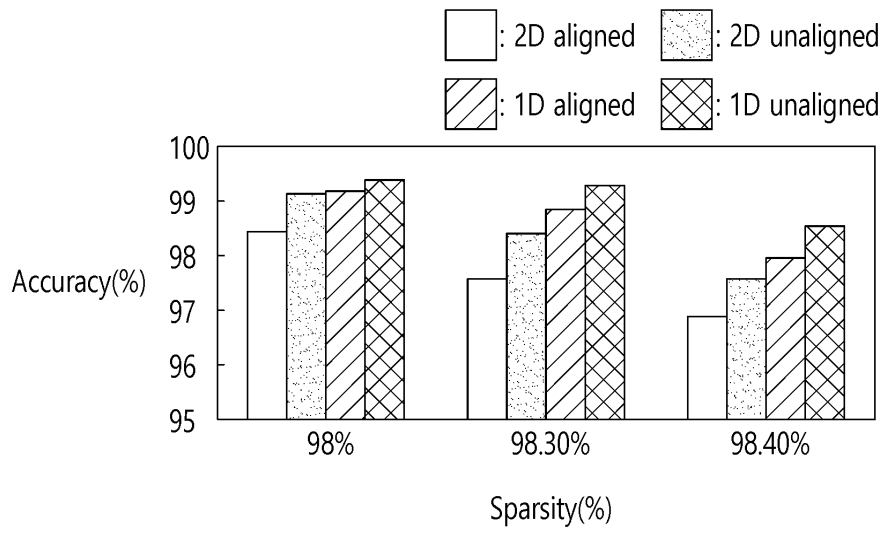 : 2D aligned : 2D unaligned
: 1D aligned : 1D unaligned
100
99
98
97
96
95
Accuracy(%)
98% 98.30% 98.40%
Sparsity(%)